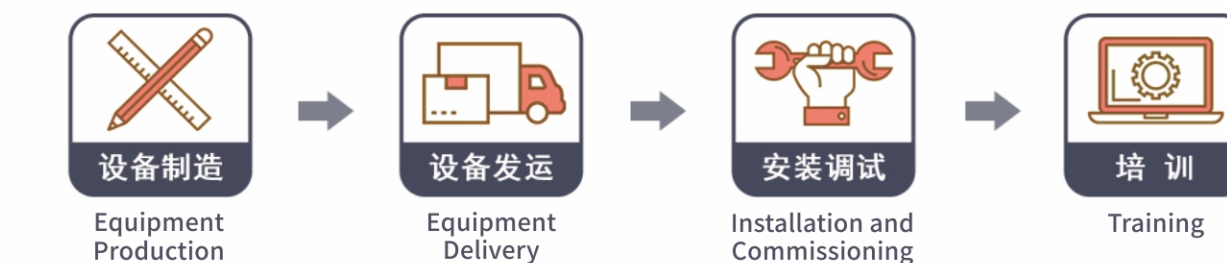 设备制造
设备发运
安装调试
培 训
Equipment
Production
Equipment
Delivery
Installation and
Commissioning
Training